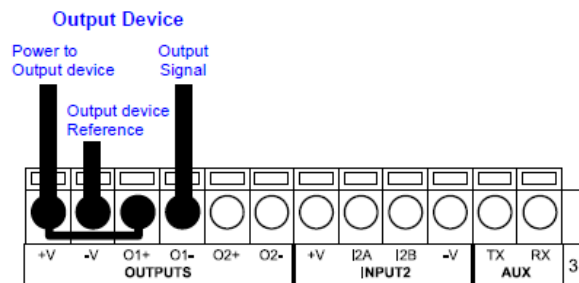 Output Device
Power to
Output device
Output
Signal
Output device
Reference
+V -V O1+ O1- O2+ O2- +V I2A I2B -V TX RX
OUTPUTS INPUT2 AUX 3